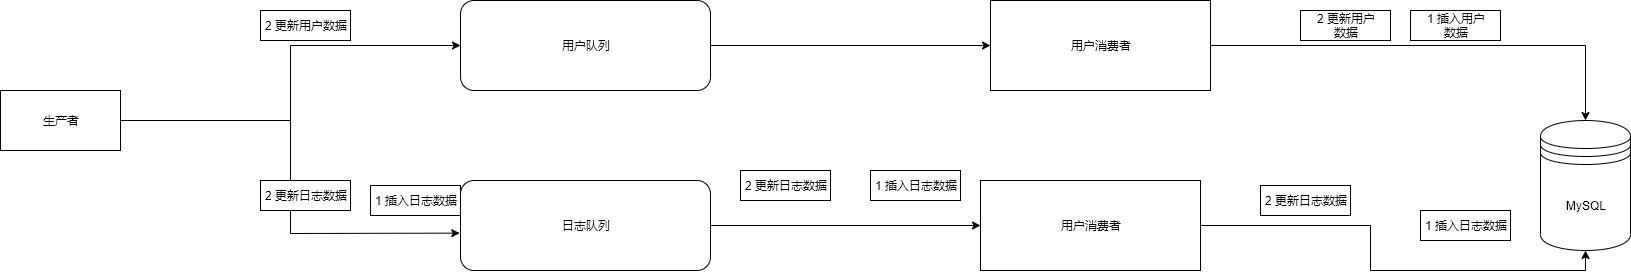 2 更新用户数据
用户队列
用户消费者
2 更新用户
数据
1 插入用户
数据
生产者
2 更新日志数据
1 插入日志数据
日志队列
2 更新日志数据
1 插入日志数据
用户消费者
2 更新日志数据
1 插入日志数据
MySQL